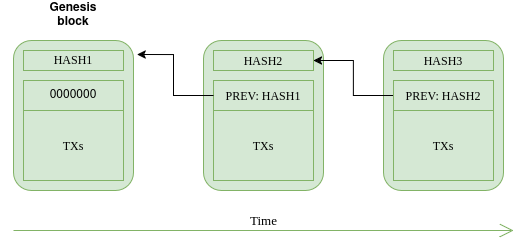 Genesis
block
HASH1
0000000
TXs
HASH2
PREV: HASH1
TXs
HASH3
PREV: HASH2
TXs
Time